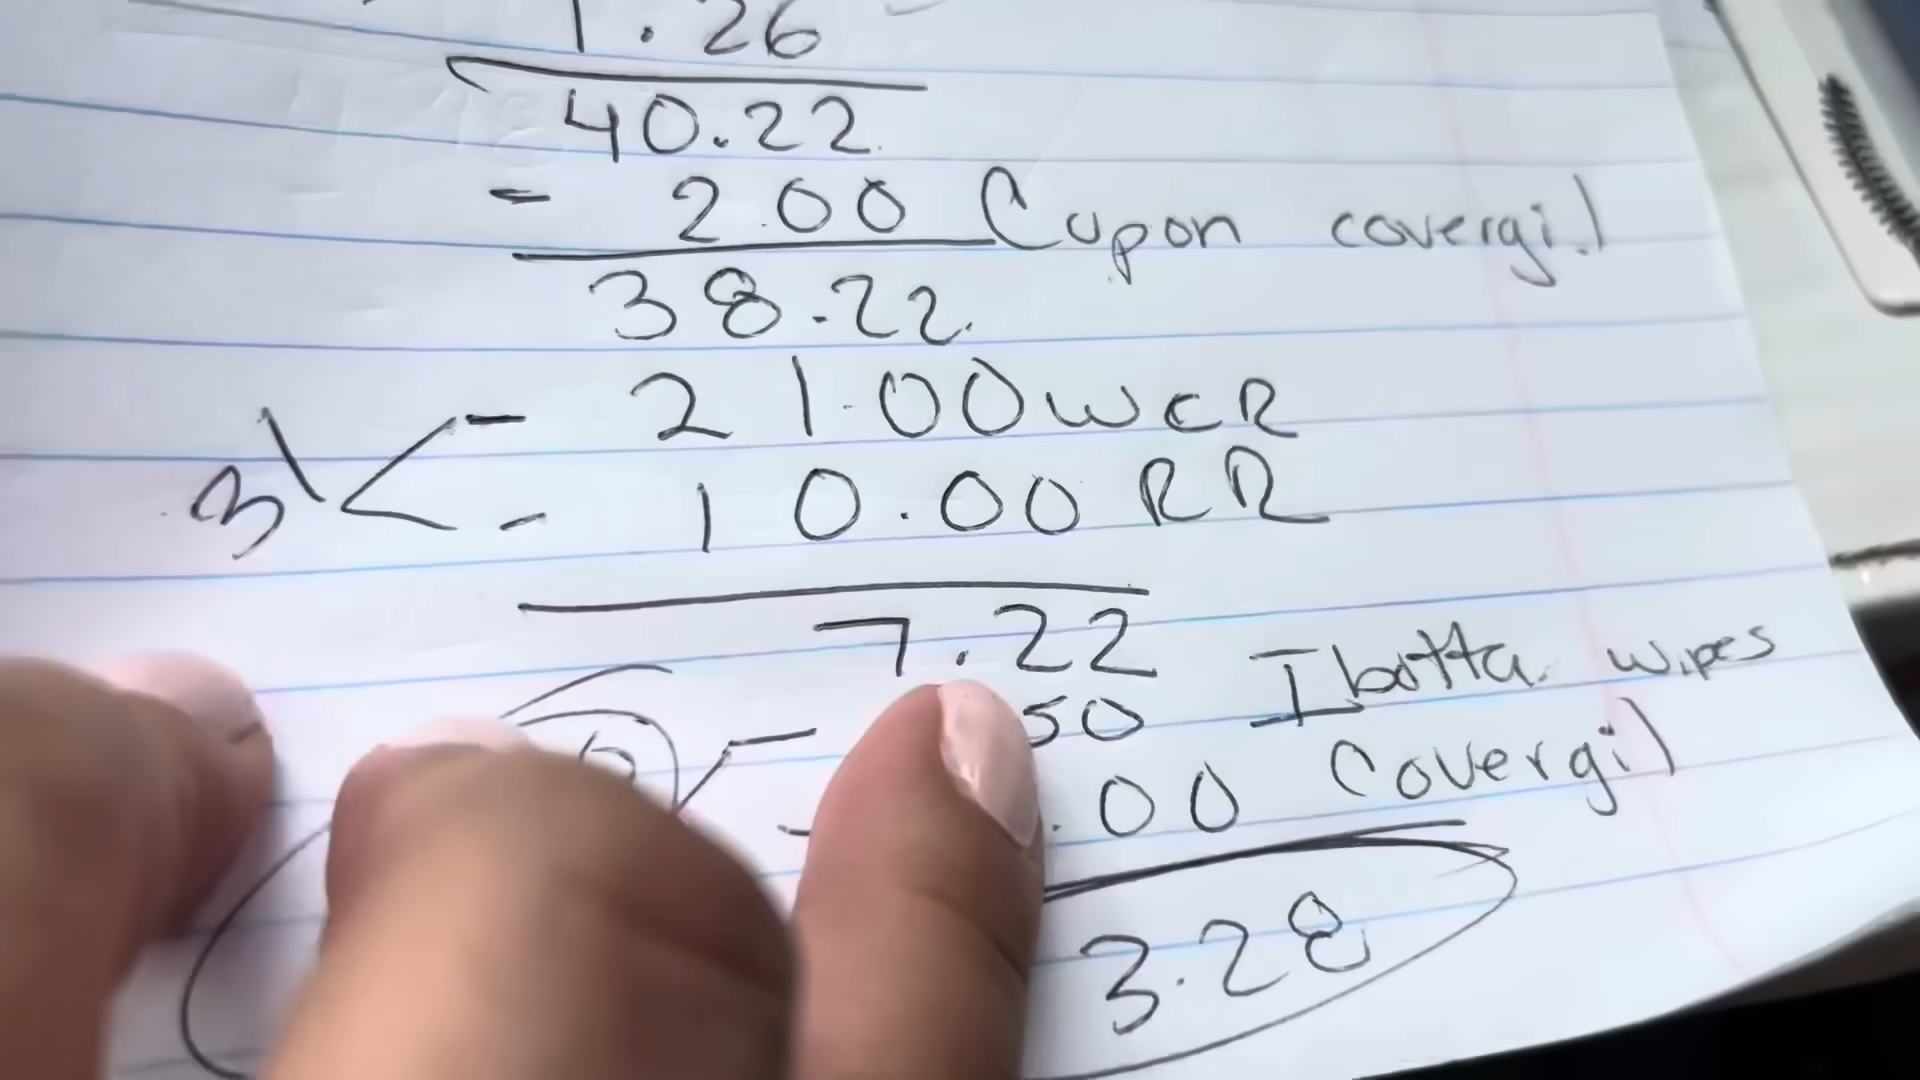 1.26
40.22
- 2.00 Cupon covergil
38.22
- 21.00 WCR
31 < - 10.00 RR
7.22
- 50 Ibotta wipes
- .00 Covergil
3.28